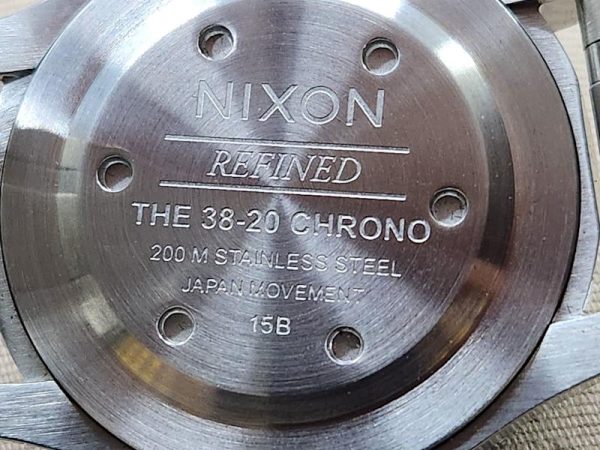 NIXON
REFINED
THE 38-20 CHRONO
200 M STAINLESS STEEL
JAPAN MOVEMENT
15B